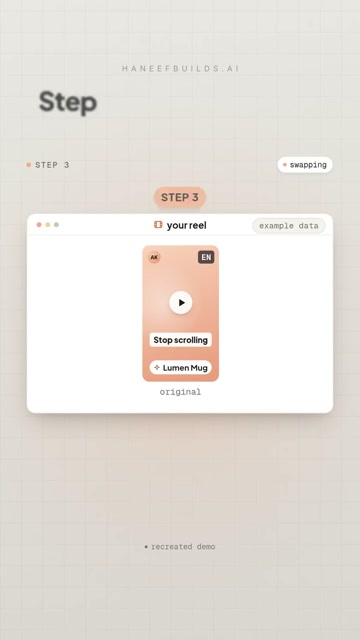 HANEEFBUILDS.AI
Step
STEP 3
swapping
STEP 3
your reel
example data
AK
EN
Stop scrolling
Lumen Mug
original
recreated demo